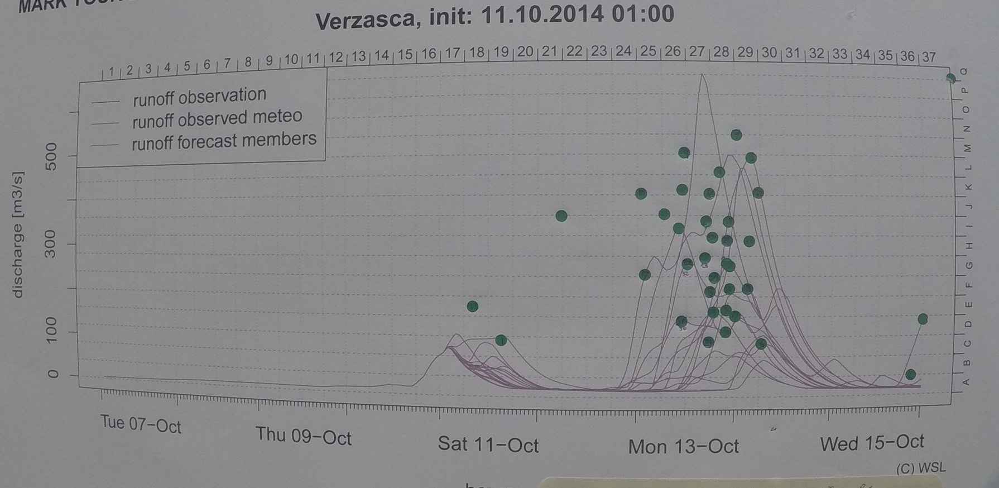 Verzasca, init: 11.10.2014 01:00
1 2 3 4 5 6 7 8 9 10 11 12 13 14 15 16 17 18 19 20 21 22 23 24 25 26 27 28 29 30 31 32 33 34 35 36 37
runoff observation
runoff observed meteo
runoff forecast members
discharge [m3/s]
500
300
100
0
Q
P
O
N
M
L
K
J
I
H
G
F
E
D
C
B
A
Tue 07-Oct Thu 09-Oct Sat 11-Oct Mon 13-Oct Wed 15-Oct
(C) WSL